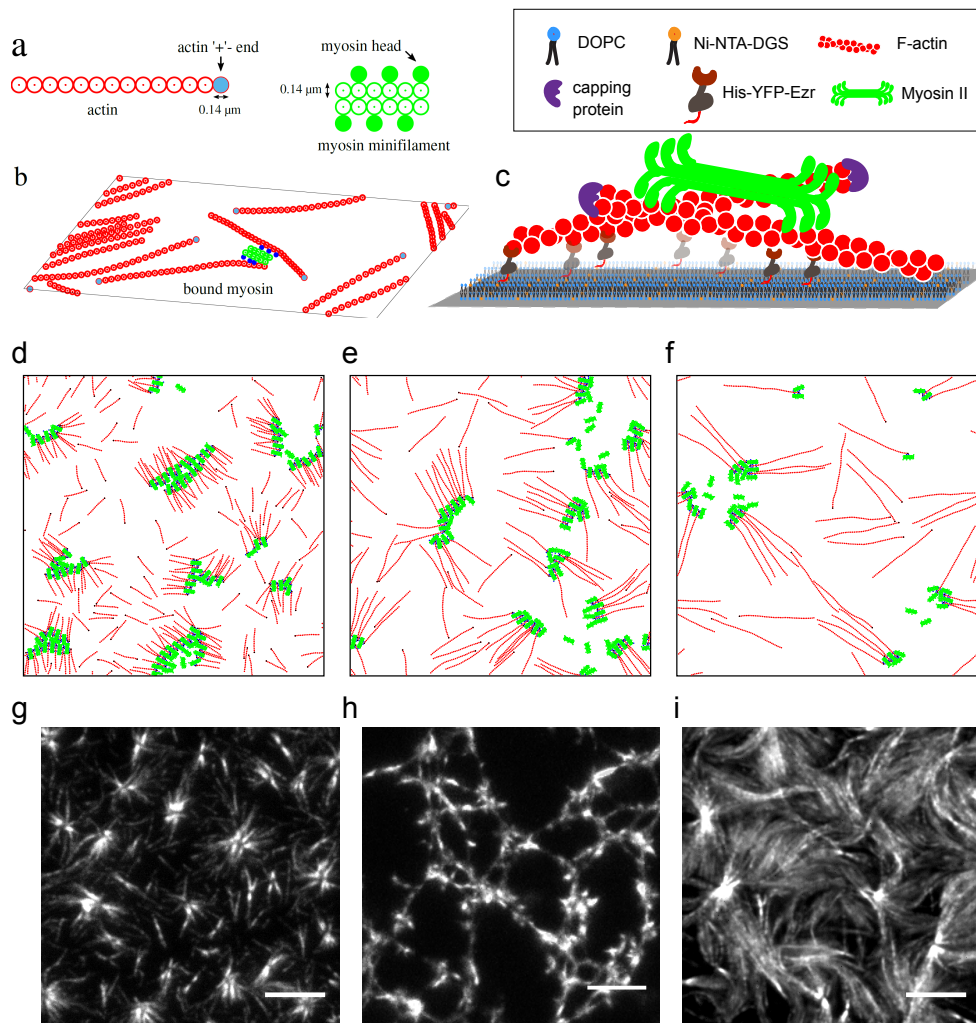 a
actin '+'- end
actin
0.14 μm
myosin head
0.14 μm
myosin minifilament
DOPC
Ni-NTA-DGS
F-actin
capping
protein
His-YFP-Ezr
Myosin II
b
bound myosin
c
d
e
f
g
h
i